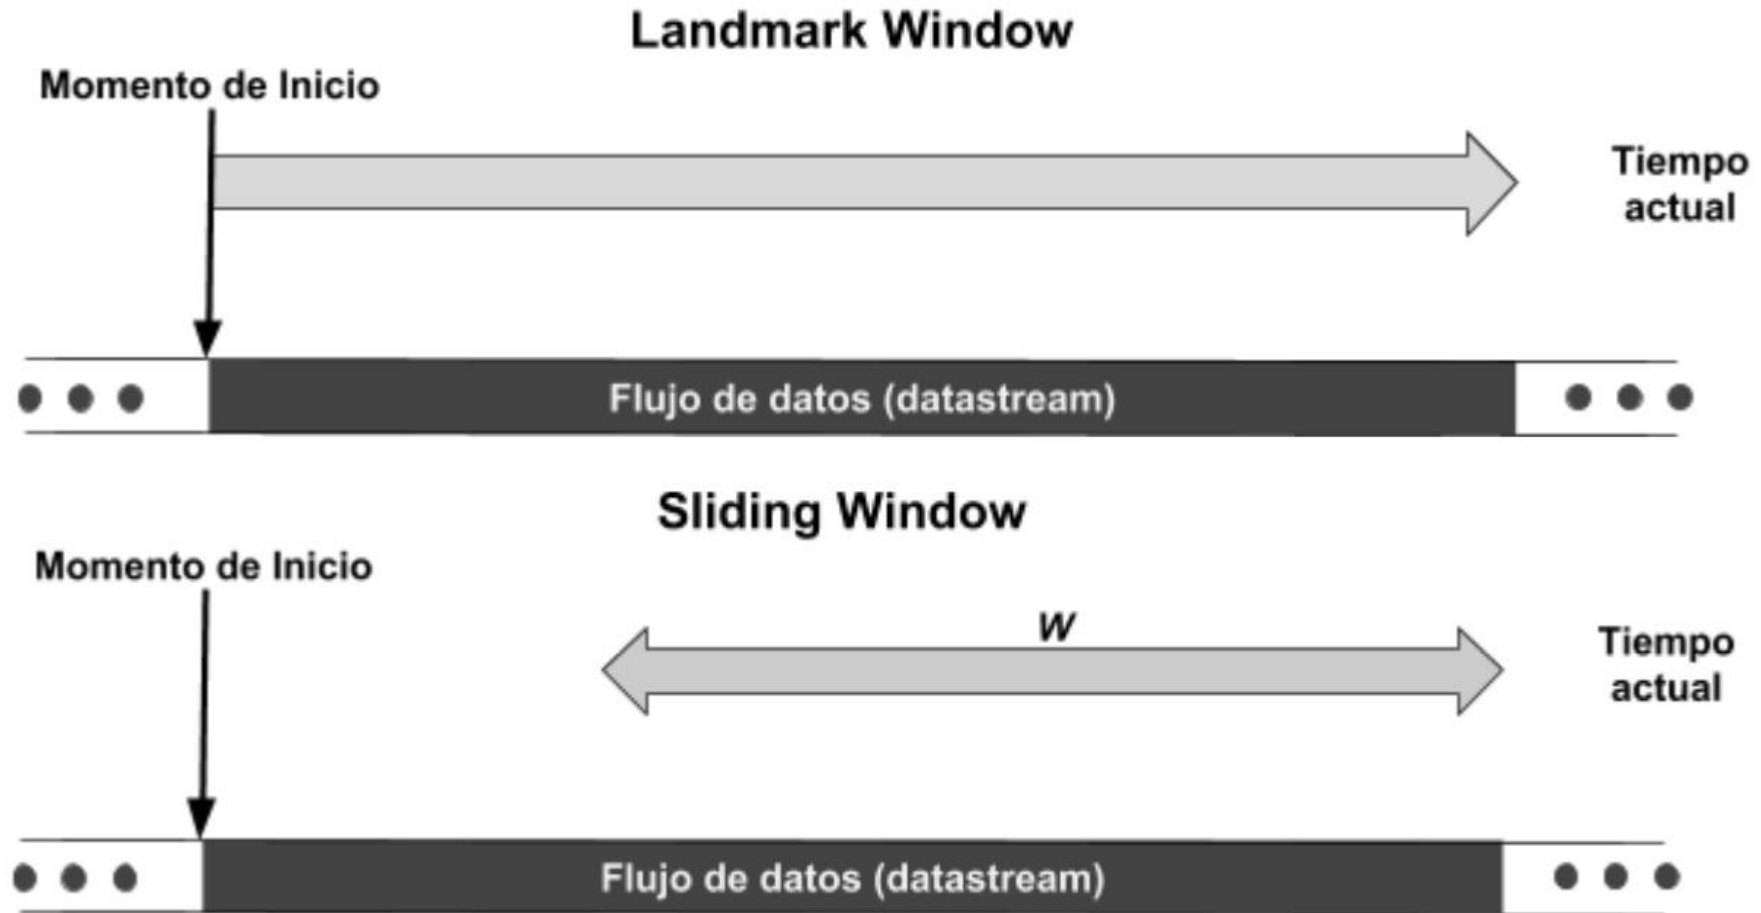 Landmark Window
Momento de Inicio
Tiempo
actual
Flujo de datos (datastream)
Sliding Window
Momento de Inicio
W
Tiempo
actual
Flujo de datos (datastream)